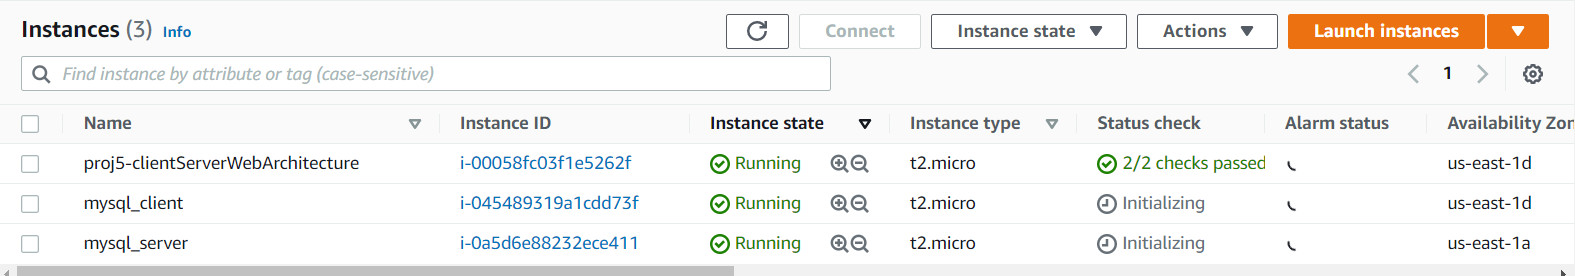 Instances (3) Info Connect Instance state Actions Launch instances
Find instance by attribute or tag (case-sensitive) 1
Name Instance ID Instance state Instance type Status check Alarm status Availability Zon
proj5-clientServerWebArchitecture i-00058fc03f1e5262f Running t2.micro 2/2 checks passed us-east-1d
mysql_client i-045489319a1cdd73f Running t2.micro Initializing us-east-1d
mysql_server i-0a5d6e88232ece411 Running t2.micro Initializing us-east-1a